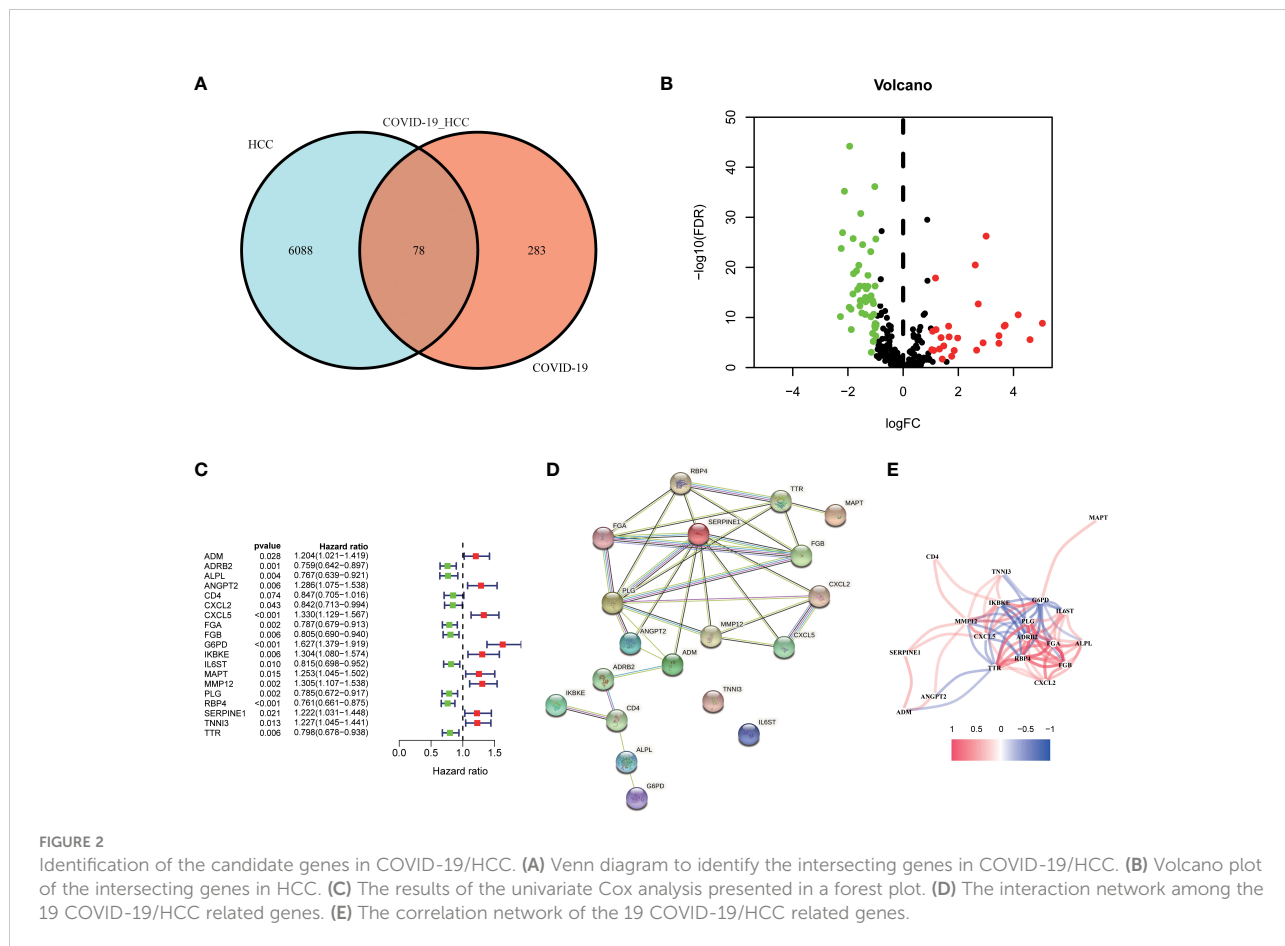 A
COVID-19_HCC
HCC
6088
78
283
COVID-19
B
Volcano
50
40
30
20
10
0
−log10(FDR)
−4
−2
0
2
4
logFC
C
pvalue Hazard ratio
ADM 0.028 1.204(1.021−1.419)
ADRB2 0.001 0.759(0.642−0.897)
ALPL 0.004 0.767(0.639−0.921)
ANGPT2 0.006 1.286(1.075−1.538)
CD4 0.074 0.847(0.705−1.016)
CXCL2 0.043 0.842(0.713−0.994)
CXCL5 <0.001 1.330(1.129−1.567)
FGA 0.002 0.787(0.679−0.913)
FGB 0.006 0.805(0.690−0.940)
G6PD <0.001 1.627(1.379−1.919)
IKBKE 0.006 1.304(1.080−1.574)
IL6ST 0.010 0.815(0.698−0.952)
MAPT 0.015 1.253(1.045−1.502)
MMP12 0.002 1.305(1.107−1.538)
PLG 0.002 0.785(0.672−0.917)
RBP4 <0.001 0.761(0.661−0.875)
SERPINE1 0.021 1.222(1.031−1.448)
TNNI3 0.013 1.227(1.045−1.441)
TTR 0.006 0.798(0.678−0.938)
0.0 0.5 1.0 1.5
Hazard ratio
D
RBP4
TTR
MAPT
SERPINE1
FGA
FGB
PLG
CXCL2
MMP12
ANGPT2
CXCL5
ADM
ADRB2
IKBKE
CD4
TNNI3
IL6ST
ALPL
G6PD
E
MAPT
CD4
TNNI3
IKBKE
G6PD
IL6ST
MMP12
PLG
CXCL5
ADRB2
FGA
ALPL
SERPINE1
RBP4
TTR
FGB
CXCL2
ANGPT2
ADM
1 0.5 0 −0.5 −1
FIGURE 2
Identification of the candidate genes in COVID-19/HCC. (A) Venn diagram to identify the intersecting genes in COVID-19/HCC. (B) Volcano plot
of the intersecting genes in HCC. (C) The results of the univariate Cox analysis presented in a forest plot. (D) The interaction network among the
19 COVID-19/HCC related genes. (E) The correlation network of the 19 COVID-19/HCC related genes.